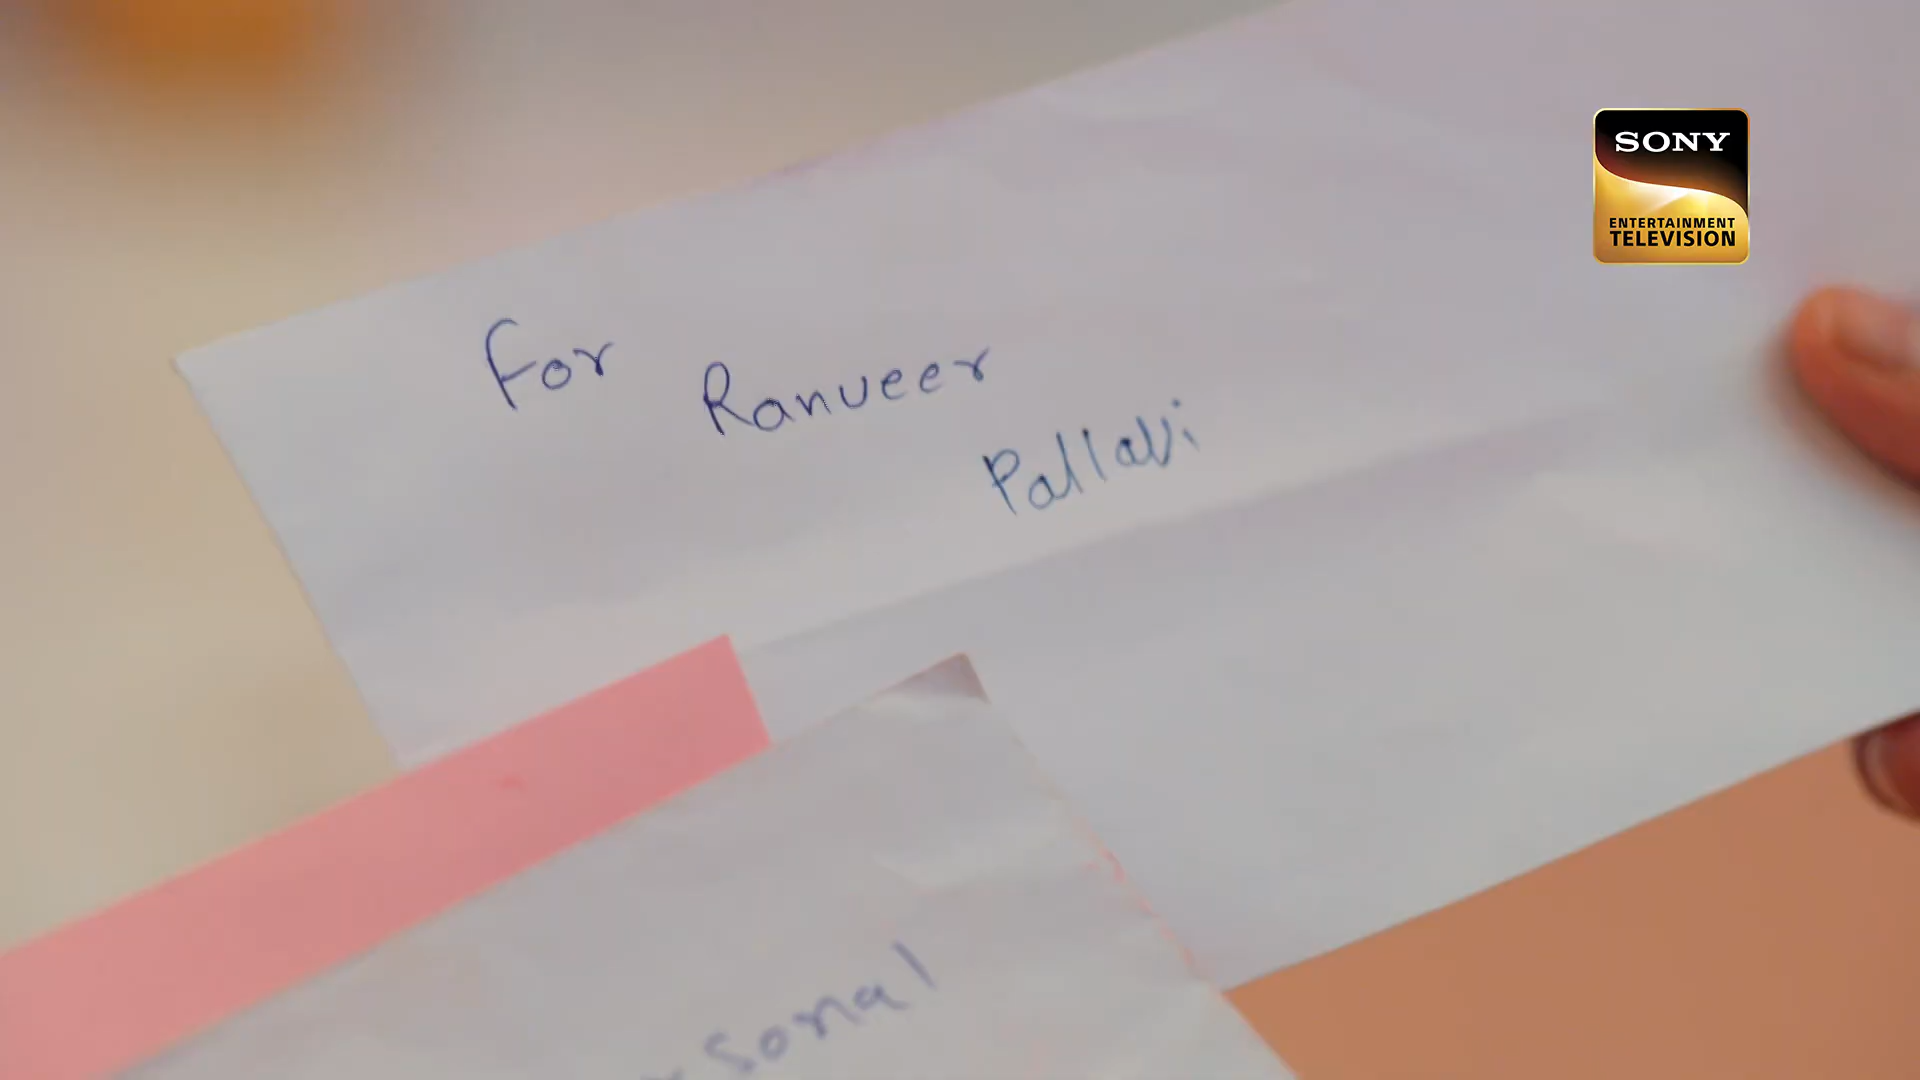 SONY
ENTERTAINMENT
TELEVISION
For Ranveer
Pallavi